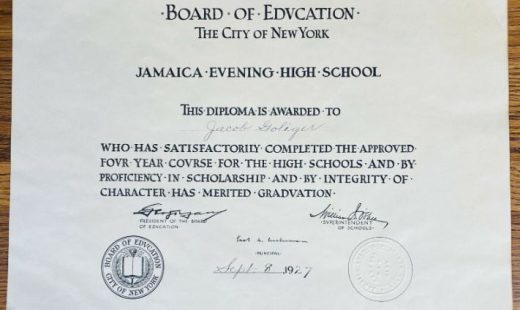 ·BOARD·OF·EDVCATION·
THE CITY OF NEW YORK
JAMAICA·EVENING·HIGH·SCHOOL
THIS DIPLOMA IS AWARDED TO
Jacob
WHO HAS SATISFACTORILY COMPLETED THE APPROVED
FOVR YEAR COVRSE FOR THE HIGH SCHOOLS AND BY
PROFICIENCY·IN·SCHOLARSHIP·AND·BY·INTEGRITY OF
CHARACTER·HAS·MERITED·GRADVATION·
PRESIDENT OF THE BOARD
OF EDUCATION
SUPERINTENDENT
OF SCHOOLS
PRINCIPAL
Sept. 8 1927
BOARD OF EDUCATION
CITY OF NEW YORK